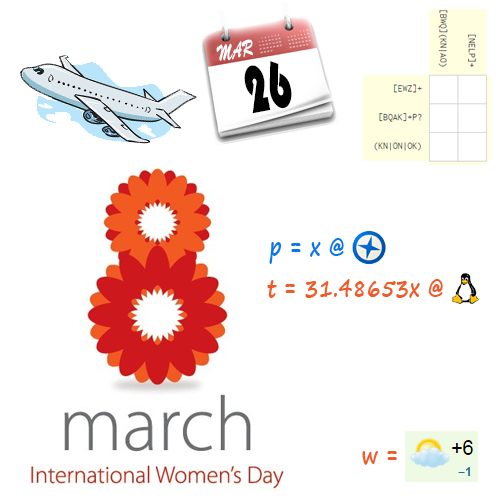 MAR
26
[BWQ](KN|AO)
[NELP]+
[EWZ]+
[BQAK]+P?
(KN|ON|OK)
8
p = x @
t = 31.48653x @
march
International Women's Day
w = +6
−1